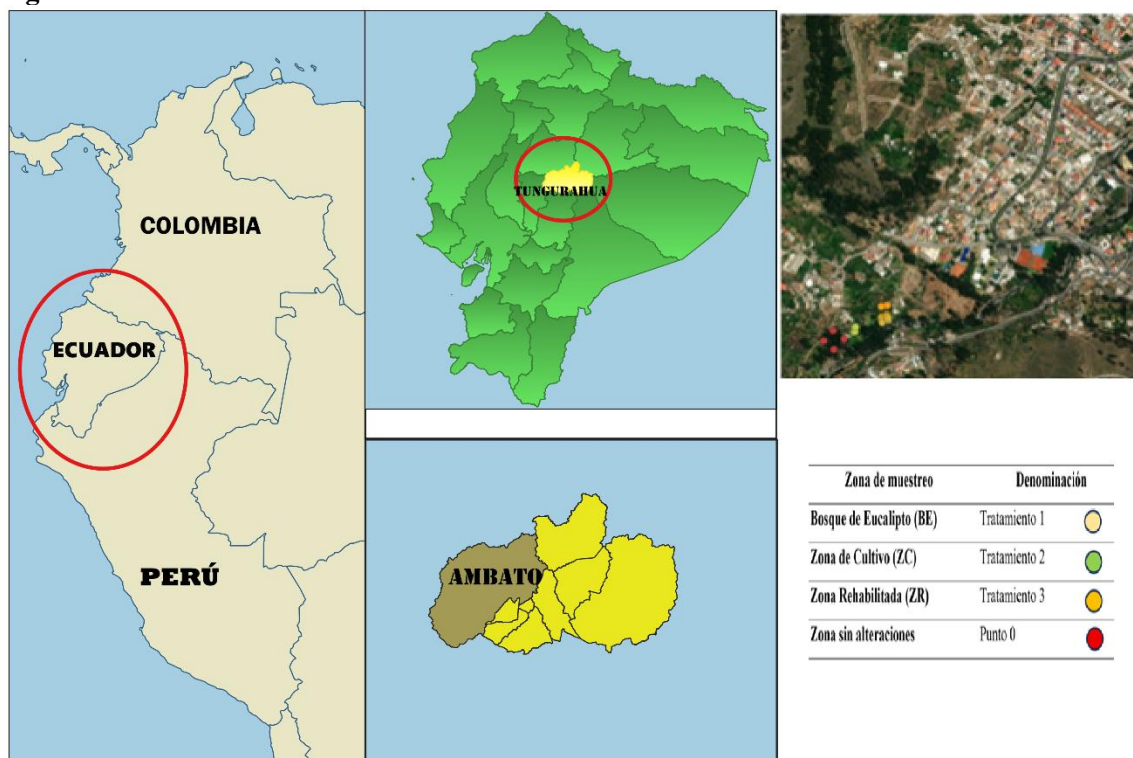 COLOMBIA
ECUADOR
PERÚ
TUNGURAHUA
AMBATO
Zona de muestreo Denominación
Bosque de Eucalipto (BE) Tratamiento 1
Zona de Cultivo (ZC) Tratamiento 2
Zona Rehabilitada (ZR) Tratamiento 3
Zona sin alteraciones Punto 0